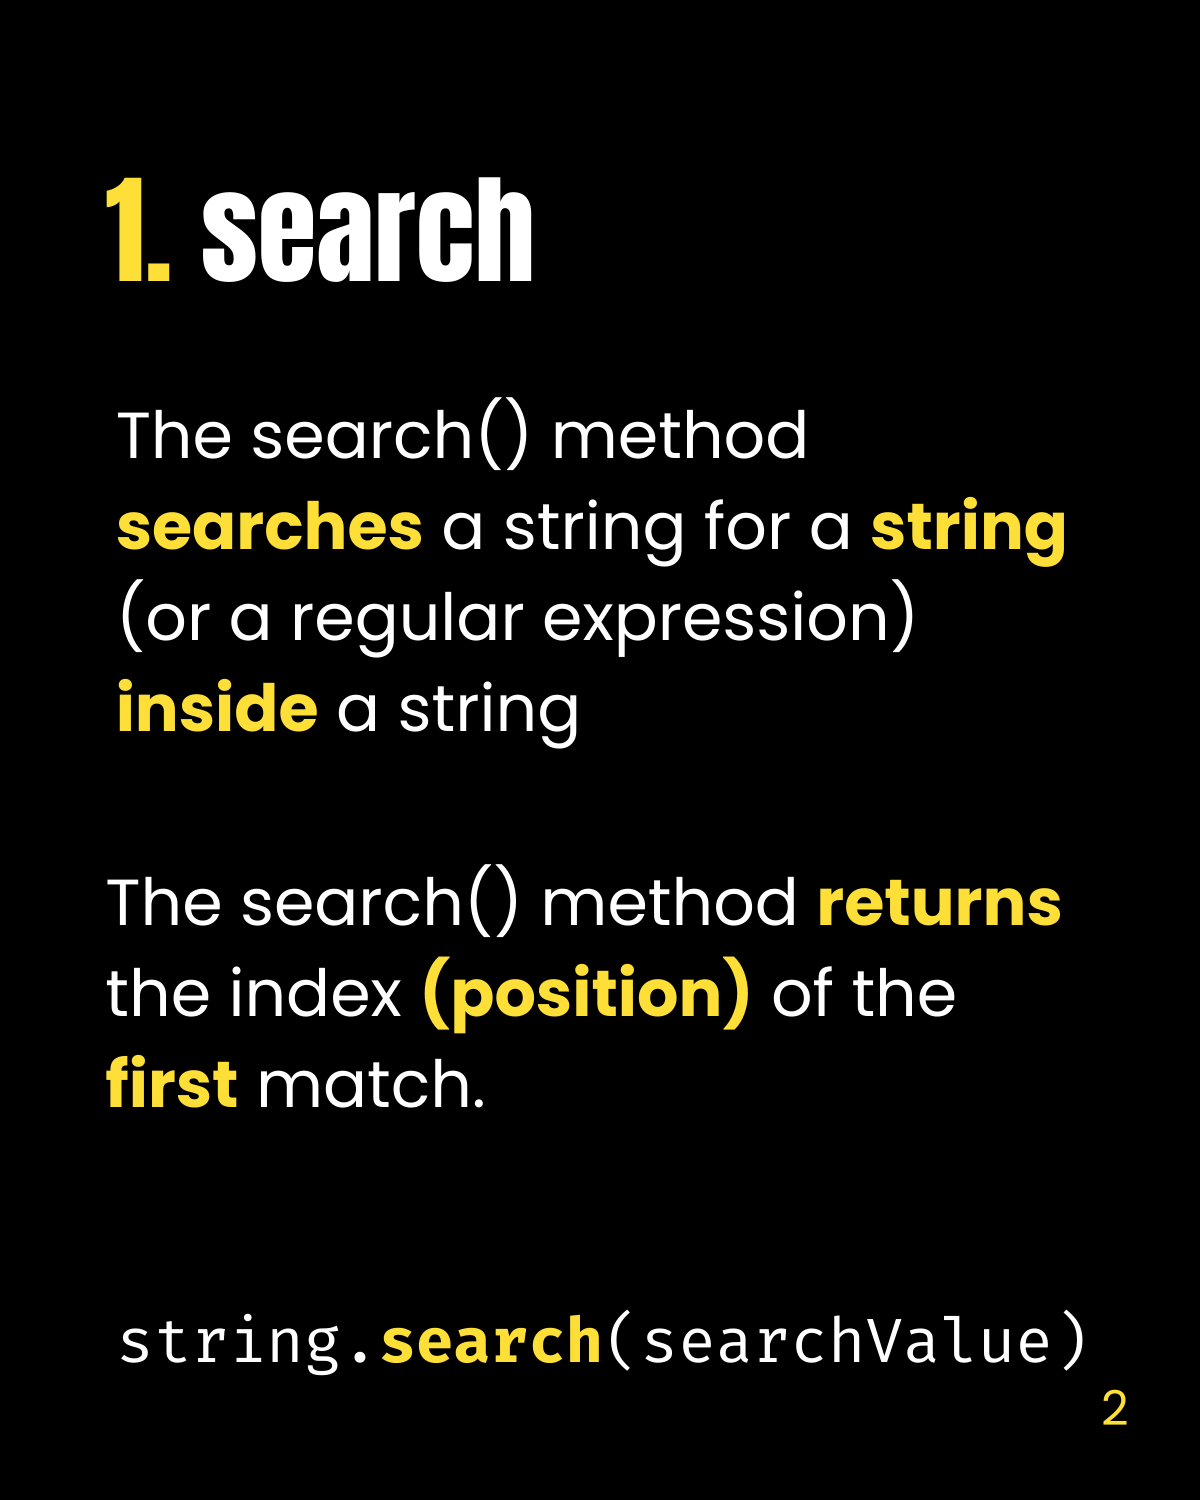 1. search
The search() method
searches a string for a string
(or a regular expression)
inside a string
The search() method returns
the index (position) of the
first match.
string.search(searchValue)
2